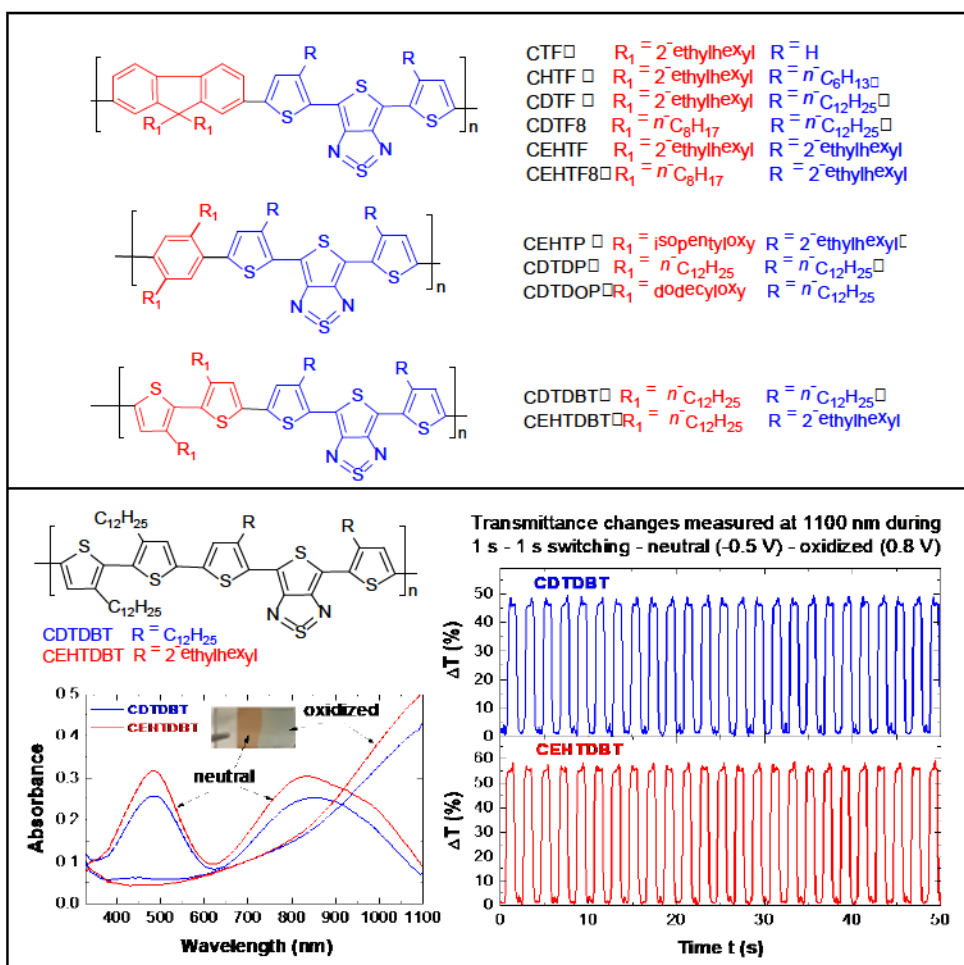 CTF□ R₁ = 2-ethylhexyl R = H
CHTF □ R₁ = 2-ethylhexyl R = n-C₆H₁₃□
CDTF □ R₁ = 2-ethylhexyl R = n-C₁₂H₂₅□
CDTF8 R₁ = n-C₈H₁₇ R = n-C₁₂H₂₅□
CEHTF R₁ = 2-ethylhexyl R = 2-ethylhexyl
CEHTF8□ R₁ = n-C₈H₁₇ R = 2-ethylhexyl
R R
S
S S n
R₁ R₁
N N
S
CEHTP □ R₁ = isopentyloxy R = 2-ethylhexyl□
CDTDP□ R₁ = n-C₁₂H₂₅ R = n-C₁₂H₂₅□
CDTDOP□ R₁ = dodecyloxy R = n-C₁₂H₂₅
R₁ R R
S
S S n
R₁
N N
S
CDTDBT□ R₁ = n-C₁₂H₂₅ R = n-C₁₂H₂₅□
CEHTDBT□ R₁ = n-C₁₂H₂₅ R = 2-ethylhexyl
R₁ R R
S S
S S S n
R₁
N N
S
C₁₂H₂₅ R R
S S
S S S n
C₁₂H₂₅
N N
S
CDTDBT R = C₁₂H₂₅
CEHTDBT R = 2-ethylhexyl
0.5
0.4
0.3
0.2
0.1
0.0
Absorbance
CDTDBT
CEHTDBT
oxidized
neutral
400 500 600 700 800 900 1000 1100
Wavelength (nm)
Transmittance changes measured at 1100 nm during
1 s - 1 s switching - neutral (-0.5 V) - oxidized (0.8 V)
CDTDBT
50
40
30
20
10
0
ΔT (%)
CEHTDBT
60
50
40
30
20
10
0
ΔT (%)
0 10 20 30 40 50
Time t (s)